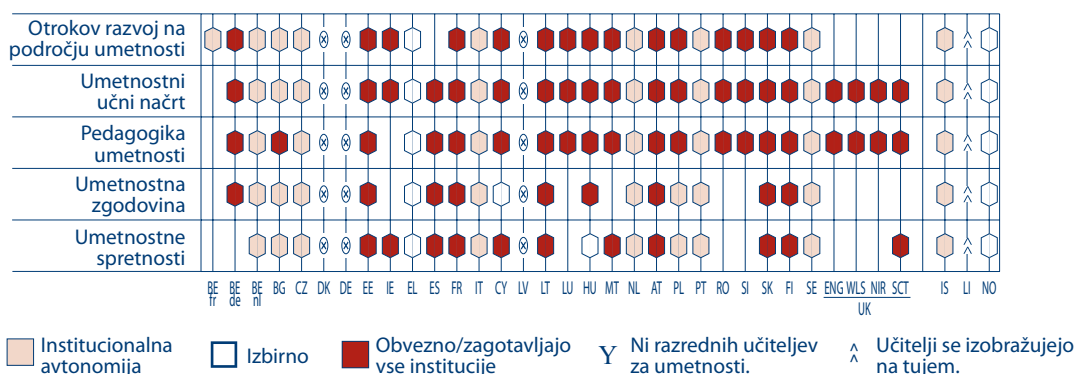 Otrokov razvoj na
področju umetnosti
Umetnostni
učni načrt
Pedagogika
umetnosti
Umetnostna
zgodovina
Umetnostne
spretnosti
BE fr BE de BE nl BG CZ DK DE EE IE EL ES FR IT CY LV LT LU HU MT NL AT PL PT RO SI SK FI SE ENG WLS NIR SCT IS LI NO
UK
Institucionalna
avtonomija
Izbirno
Obvezno/zagotavljajo
vse institucije
Y Ni razrednih učiteljev
za umetnosti.
Učitelji se izobražujejo
na tujem.